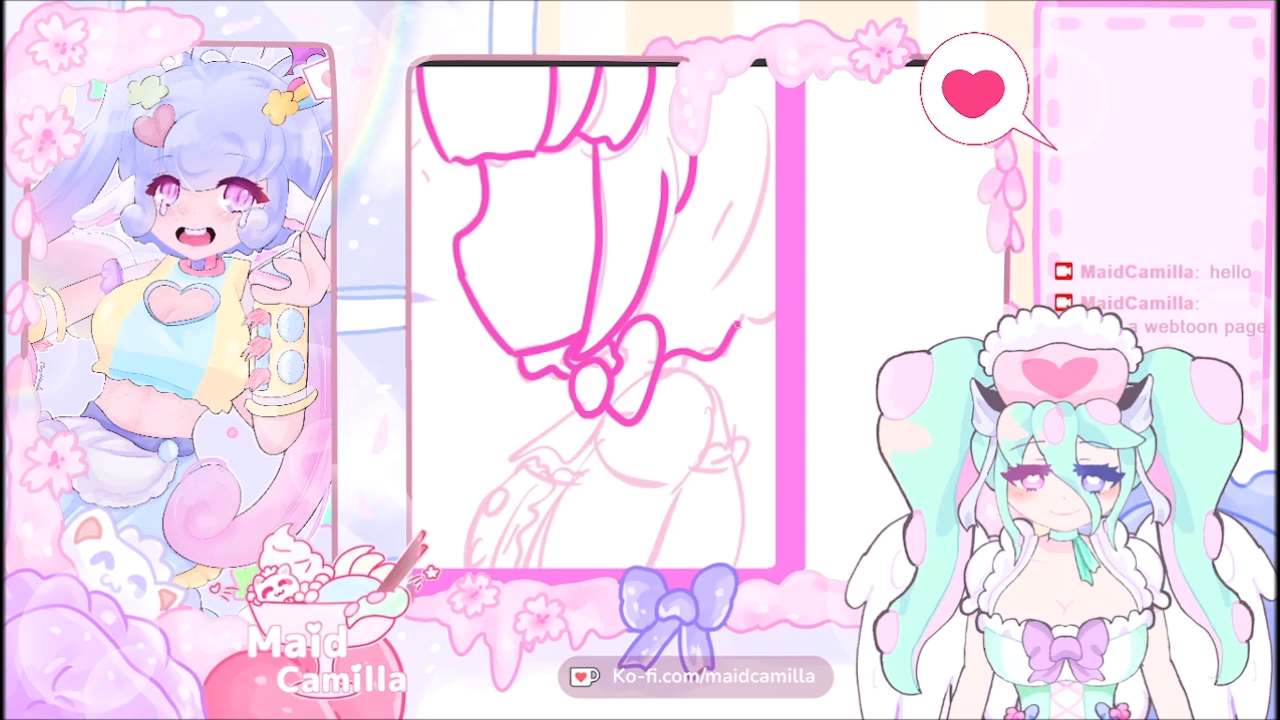 MaidCamilla: hello
MaidCamilla:
a webtoon page
Maid
Camilla
Ko-fi.com/maidcamilla